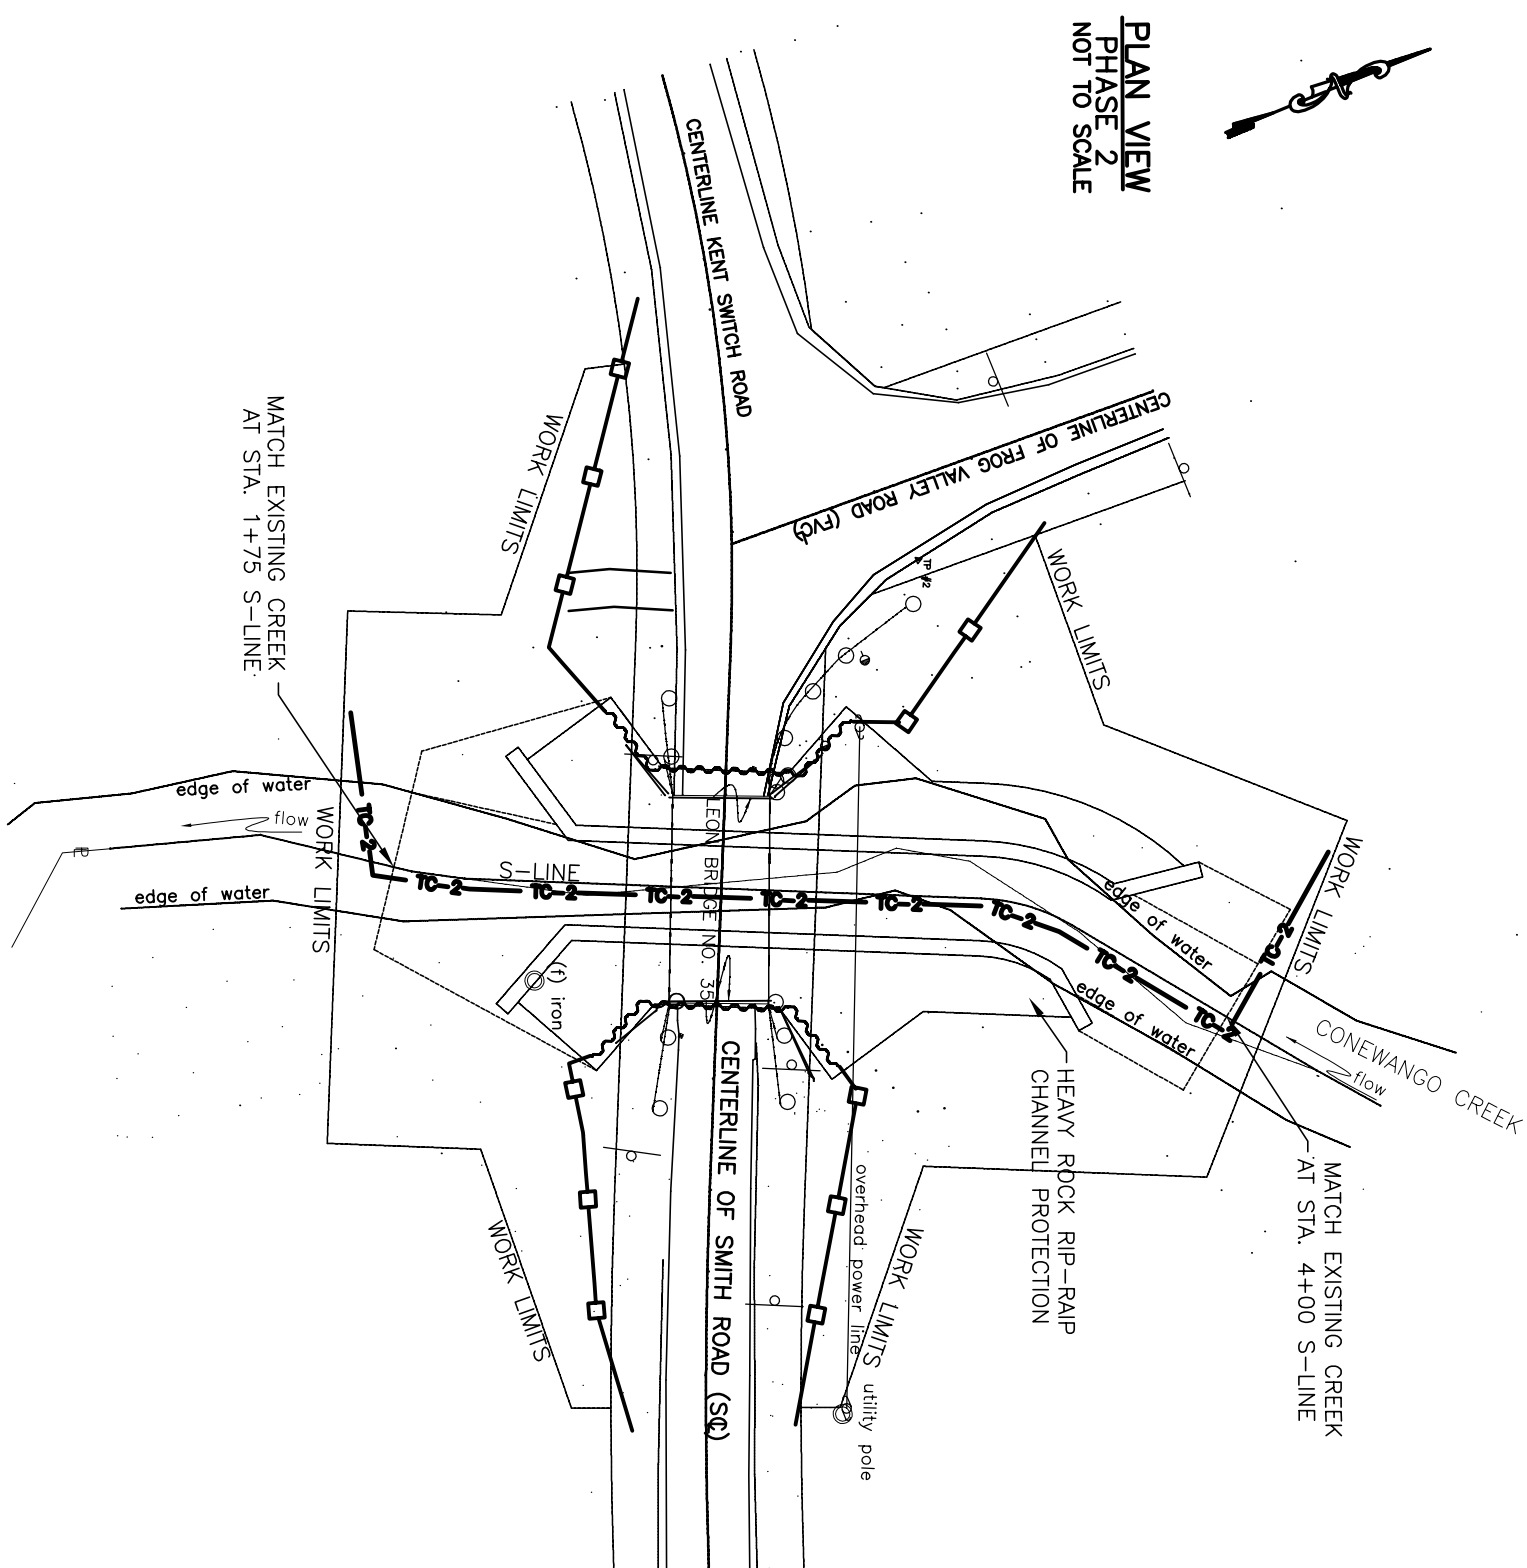 PLAN VIEW
PHASE 2
NOT TO SCALE
CENTERLINE KENT SWITCH ROAD
CENTERLINE OF FROG VALLEY ROAD (FVC)
WORK LIMITS
WORK LIMITS
TP #2
MATCH EXISTING CREEK
AT STA. 1+75 S-LINE
edge of water
flow
WORK LIMITS
edge of water
S-LINE
TC-2
TC-2
TC-2
TC-2
TC-2
TC-2
TC-2
TC-2
TC-2
TC-2
LEON BRIDGE NO. 35
edge of water
edge of water
WORK LIMITS
CONEWANGO CREEK
flow
(f) iron
HEAVY ROCK RIP-RAIP
CHANNEL PROTECTION
MATCH EXISTING CREEK
AT STA. 4+00 S-LINE
CENTERLINE OF SMITH ROAD (SC)
overhead power line
utility pole
WORK LIMITS
WORK LIMITS